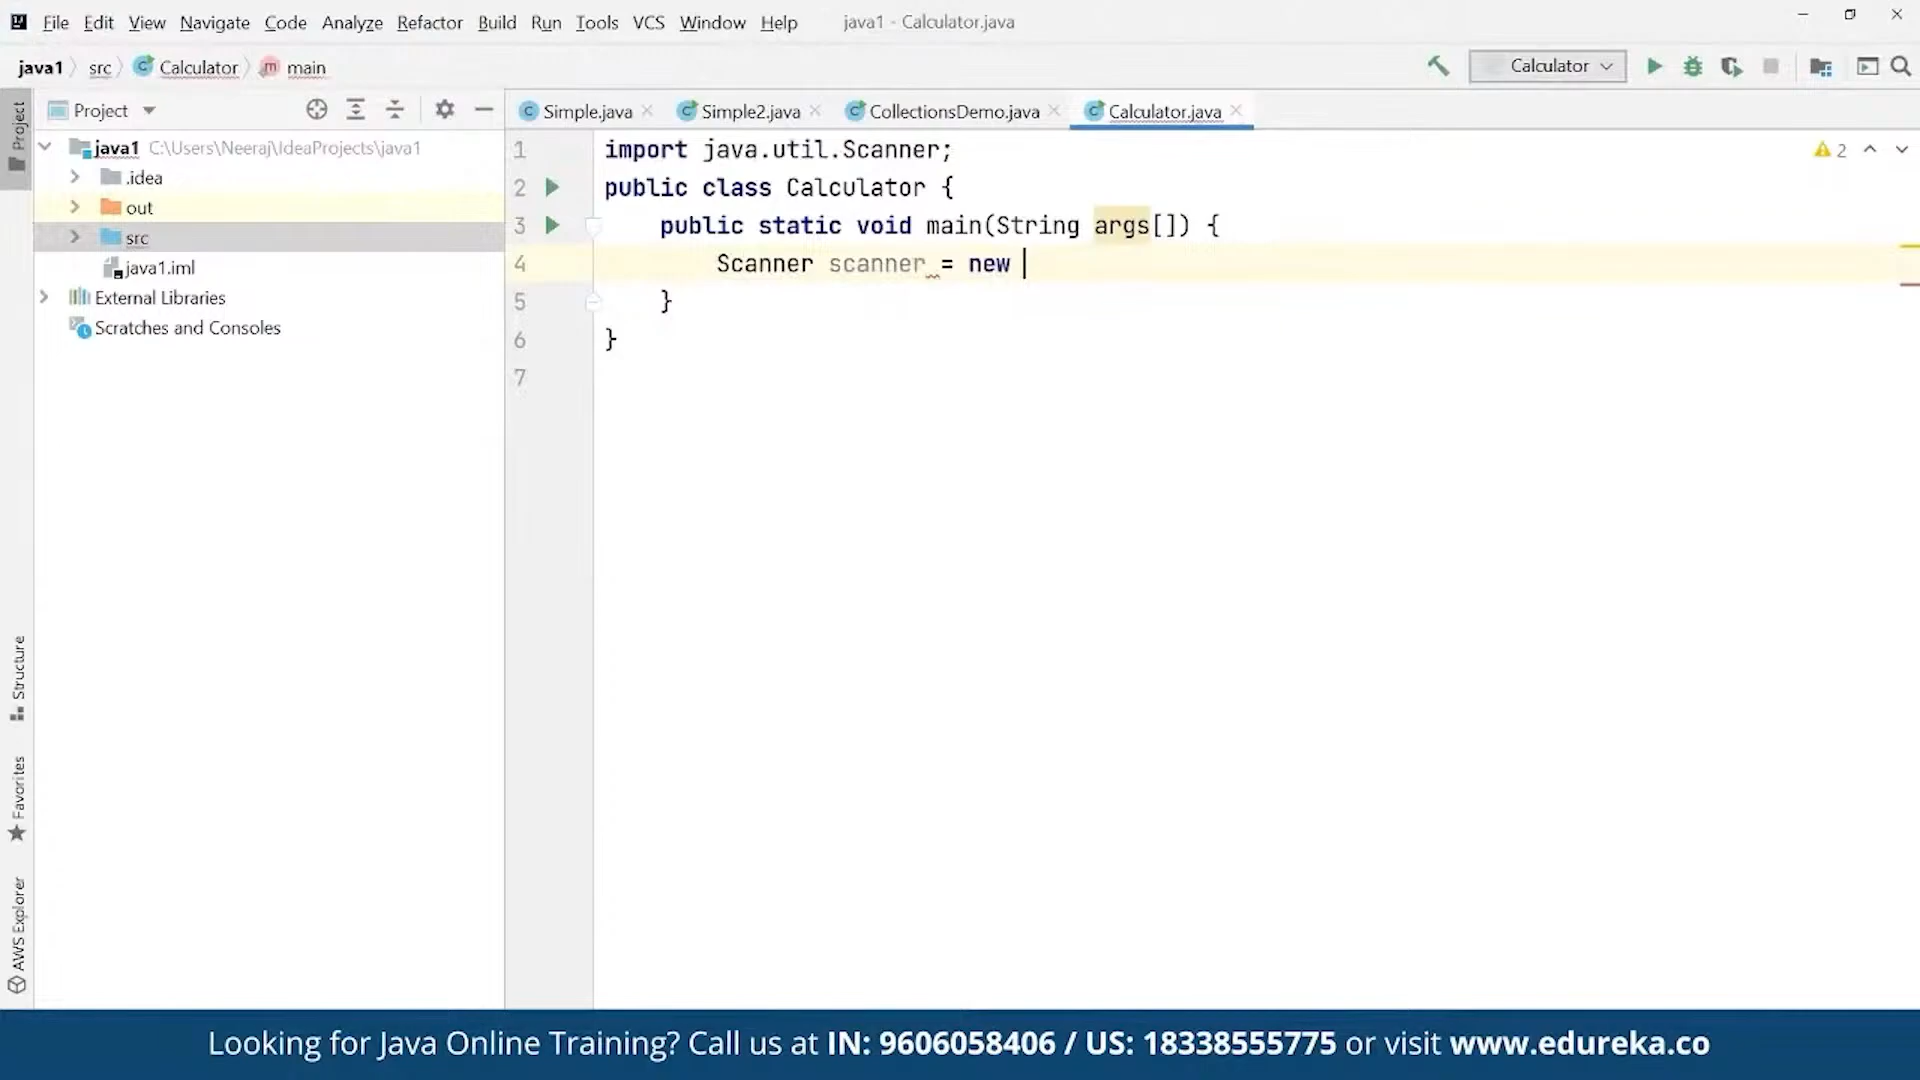 File Edit View Navigate Code Analyze Refactor Build Run Tools VCS Window Help java1 - Calculator.java
java1 src Calculator main Calculator
Project Simple.java Simple2.java CollectionsDemo.java Calculator.java
Project
java1 C:\Users\Neeraj\IdeaProjects\java1
.idea
out
src
java1.iml
External Libraries
Scratches and Consoles
1 import java.util.Scanner;
2 public class Calculator {
3 public static void main(String args[]) {
4 Scanner scanner = new
5 }
6 }
7
2
Structure
Favorites
AWS Explorer
Looking for Java Online Training? Call us at IN: 9606058406 / US: 18338555775 or visit www.edureka.co